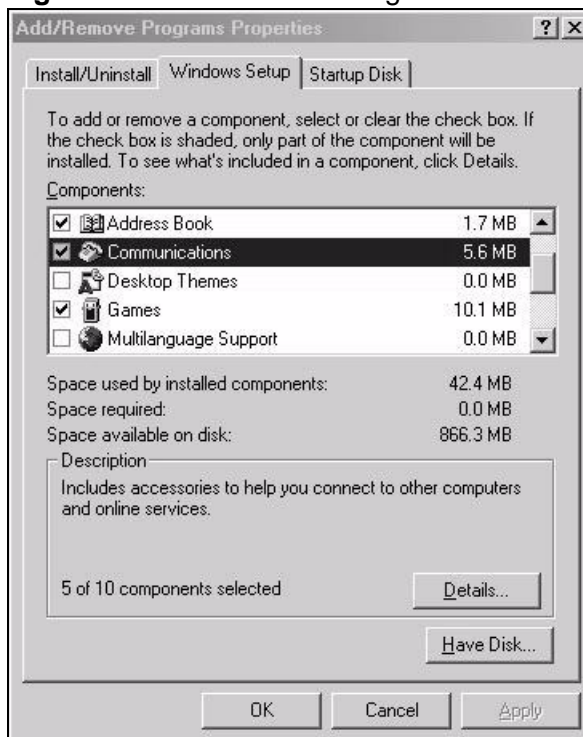 Add/Remove Programs Properties
Install/Uninstall Windows Setup Startup Disk
To add or remove a component, select or clear the check box. If
the check box is shaded, only part of the component will be
installed. To see what's included in a component, click Details.
Components:
Address Book 1.7 MB
Communications 5.6 MB
Desktop Themes 0.0 MB
Games 10.1 MB
Multilanguage Support 0.0 MB
Space used by installed components: 42.4 MB
Space required: 0.0 MB
Space available on disk: 866.3 MB
Description
Includes accessories to help you connect to other computers
and online services.
5 of 10 components selected Details...
Have Disk...
OK Cancel Apply